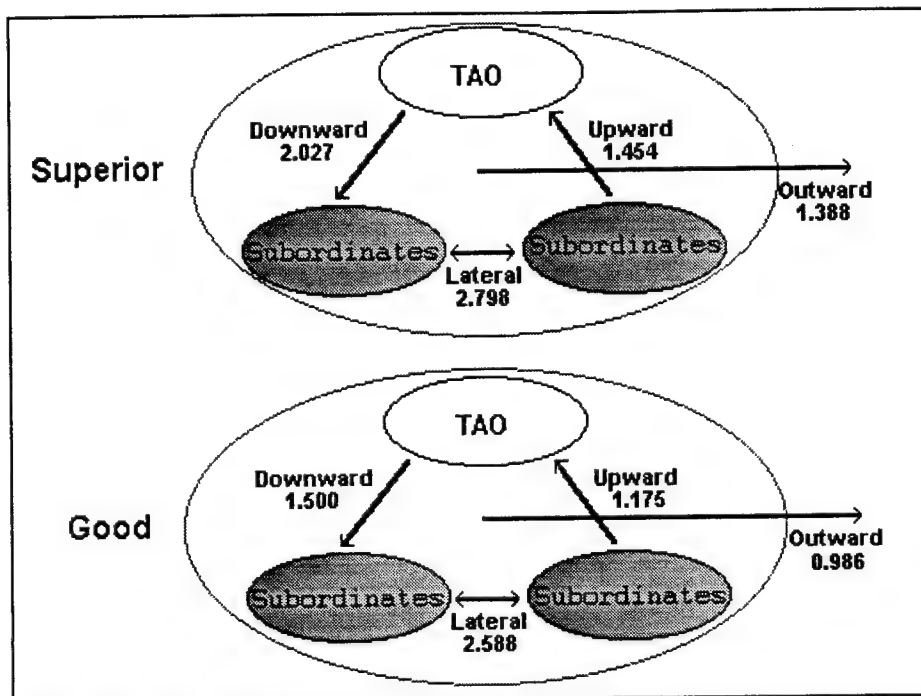 TAO
Downward
2.027
Upward
1.454
Superior
Outward
1.388
Subordinates
Subordinates
Lateral
2.798
TAO
Downward
1.500
Upward
1.175
Good
Outward
0.986
Subordinates
Subordinates
Lateral
2.588